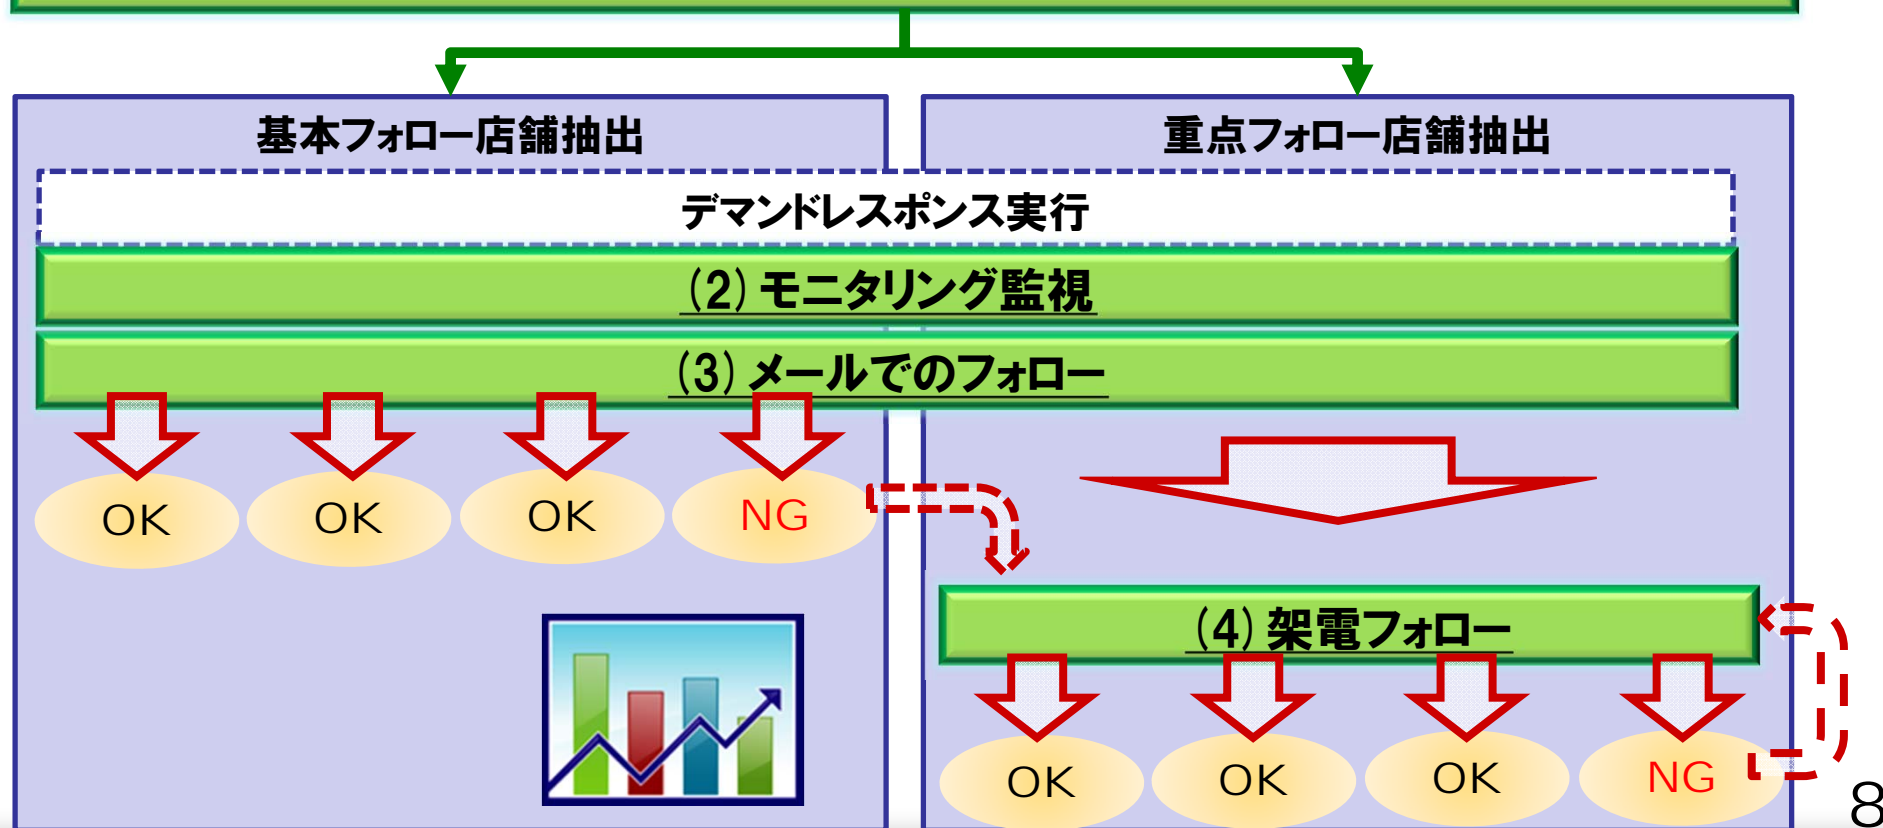 基本フォロー店舗抽出
重点フォロー店舗抽出
デマンドレスポンス実行
(2) モニタリング監視
(3) メールでのフォロー
OK
OK
OK
NG
(4) 架電フォロー
OK
OK
OK
NG
8